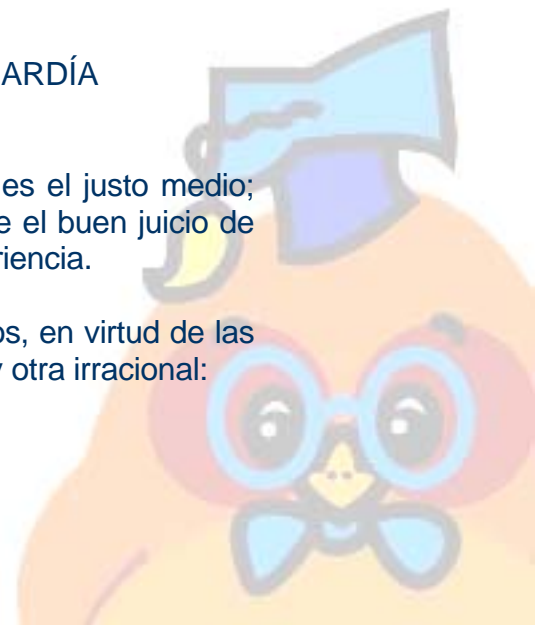 ARDÍA
es el justo medio;
e el buen juicio de
riencia.
os, en virtud de las
y otra irracional: